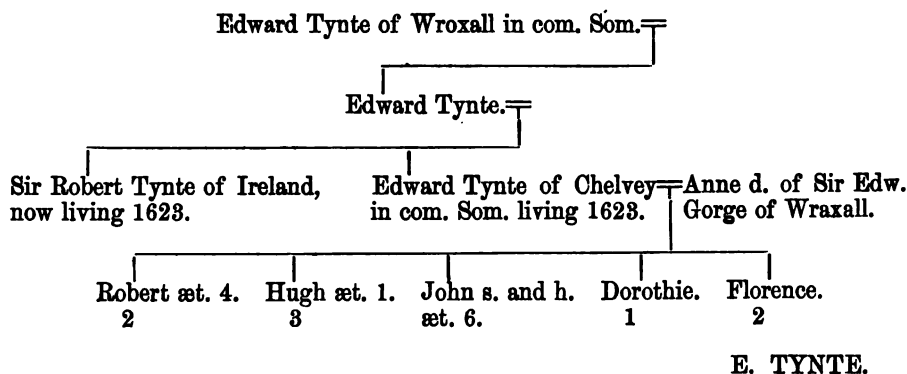 Edward Tynte of Wroxall in com. Som.
Edward Tynte.
Sir Robert Tynte of Ireland,
now living 1623.
Edward Tynte of Chelvey
in com. Som. living 1623.
Anne d. of Sir Edw.
Gorge of Wraxall.
Robert æt. 4.
2
Hugh æt. 1.
3
John s. and h.
æt. 6.
Dorothie.
1
Florence.
2
E. TYNTE.